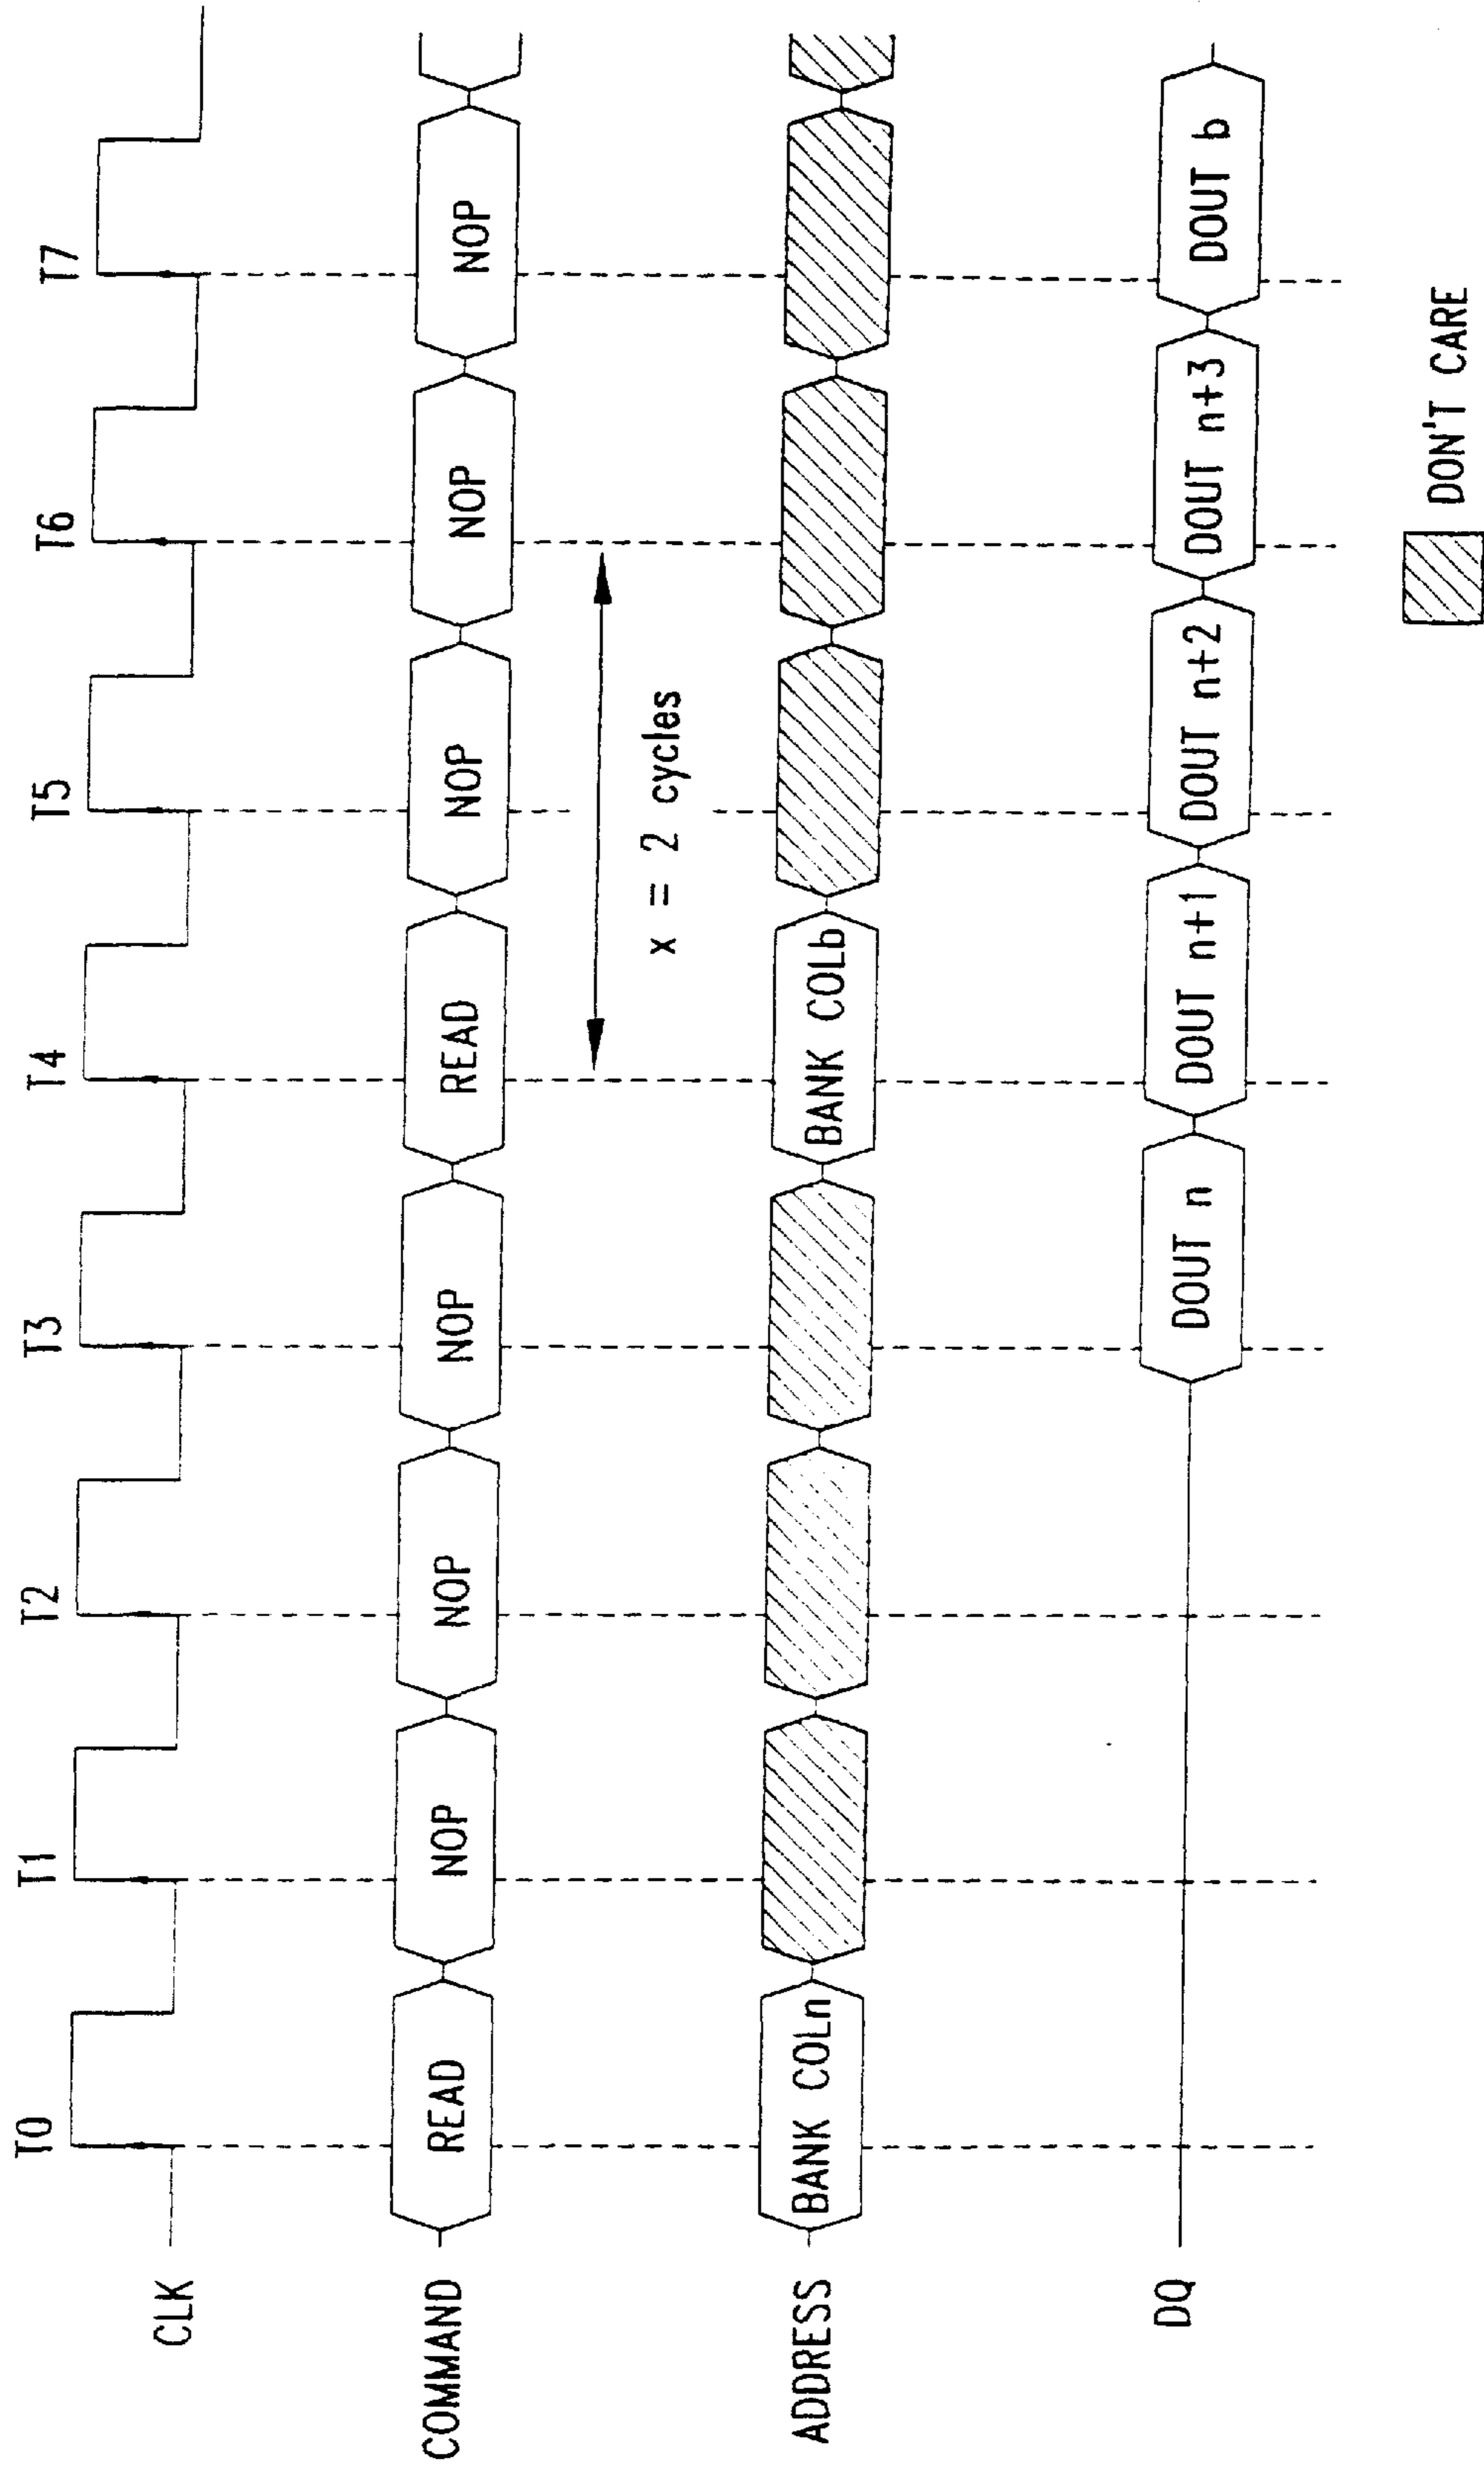 T0 T1 T2 T3 T4 T5 T6 T7
CLK
COMMAND READ NOP NOP NOP READ NOP NOP NOP
x = 2 cycles
ADDRESS BANK COLn BANK COLb
DQ DOUT n DOUT n+1 DOUT n+2 DOUT n+3 DOUT b
DON'T CARE